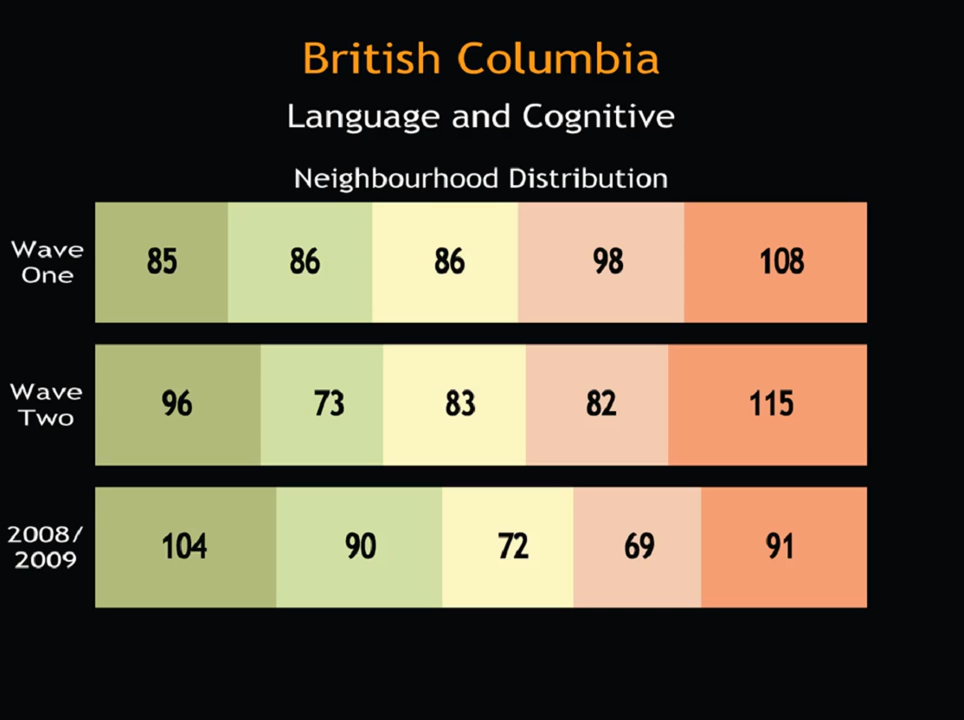 British Columbia
Language and Cognitive
Neighbourhood Distribution
Wave
One
85 86 86 98 108
Wave
Two
96 73 83 82 115
2008/
2009
104 90 72 69 91